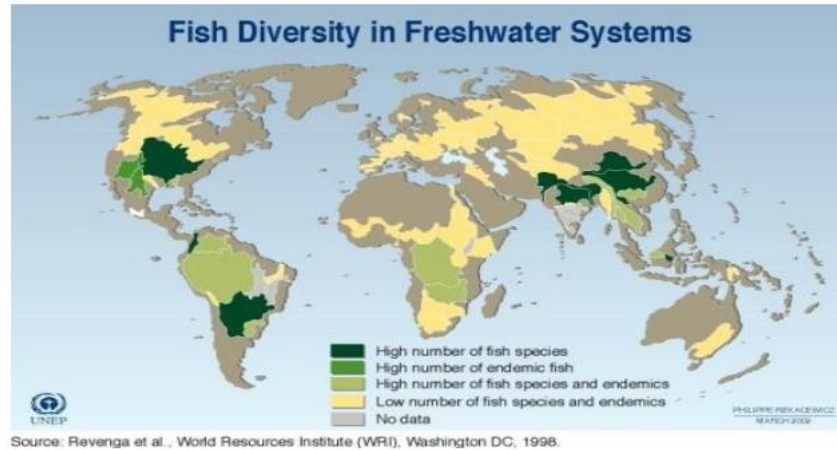 Fish Diversity in Freshwater Systems
High number of fish species
High number of endemic fish
High number of fish species and endemics
Low number of fish species and endemics
No data
UNEP
PHILIPPE REKACEWICZ
MARCH 2002
Source: Revenga et al., World Resources Institute (WRI), Washington DC, 1998.